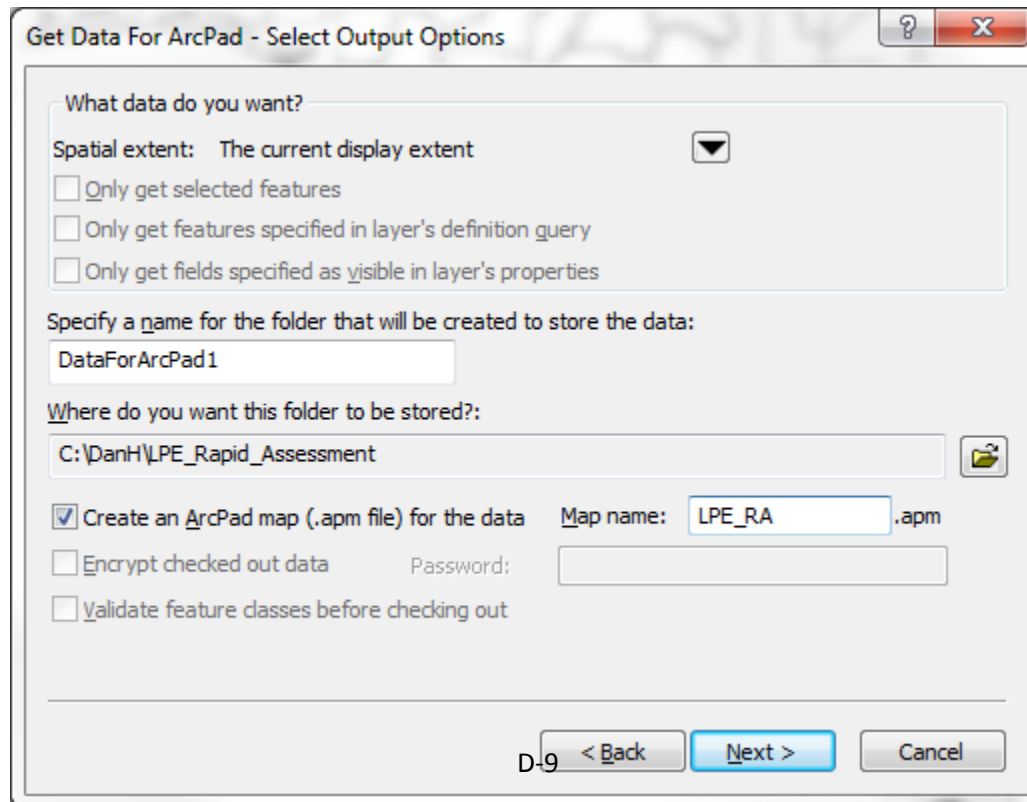 Get Data For ArcPad - Select Output Options
What data do you want?
Spatial extent: The current display extent
Only get selected features
Only get features specified in layer's definition query
Only get fields specified as visible in layer's properties
Specify a name for the folder that will be created to store the data:
DataForArcPad1
Where do you want this folder to be stored?:
C:\DanH\LPE_Rapid_Assessment
Create an ArcPad map (.apm file) for the data Map name: LPE_RA .apm
Encrypt checked out data Password:
Validate feature classes before checking out
< Back Next > Cancel
D-9